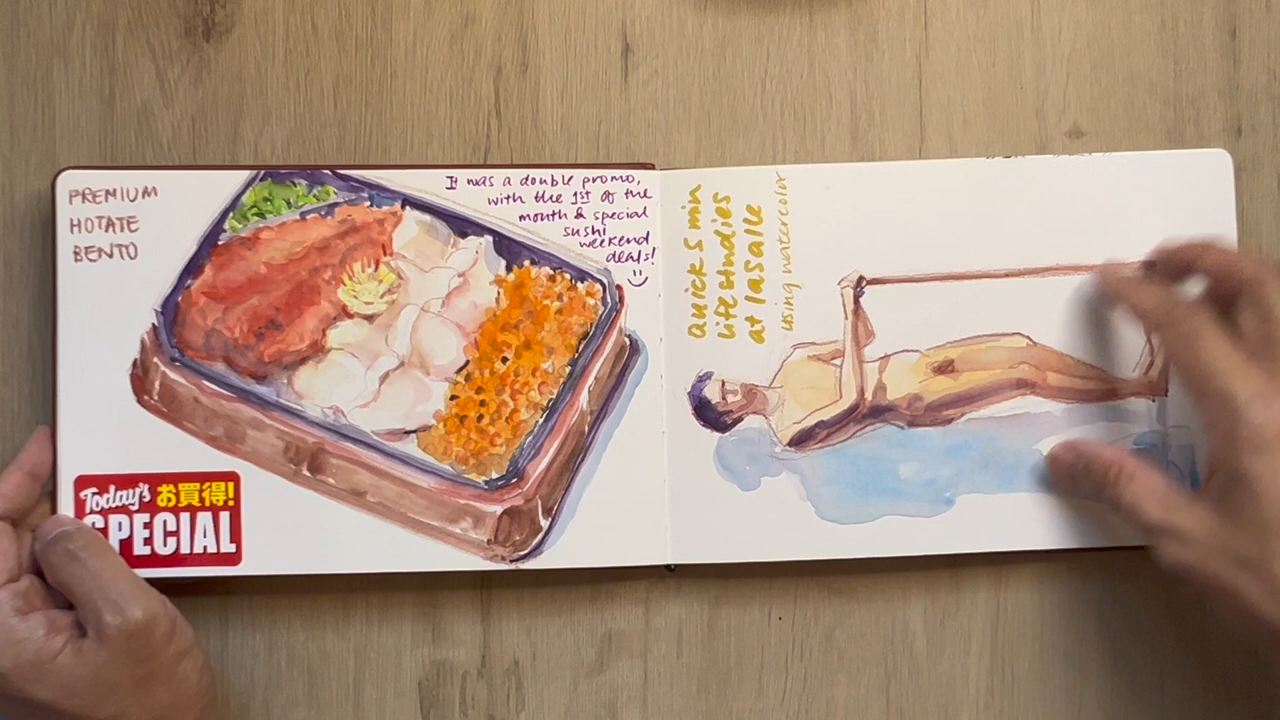 PREMIUM
HOTATE
BENTO
It was a double promo,
with the 1st of the
month & special
sushi
weekend
deals!
Today's お買得!
SPECIAL
quick 5 min
life studies
at lasalle
using watercolor